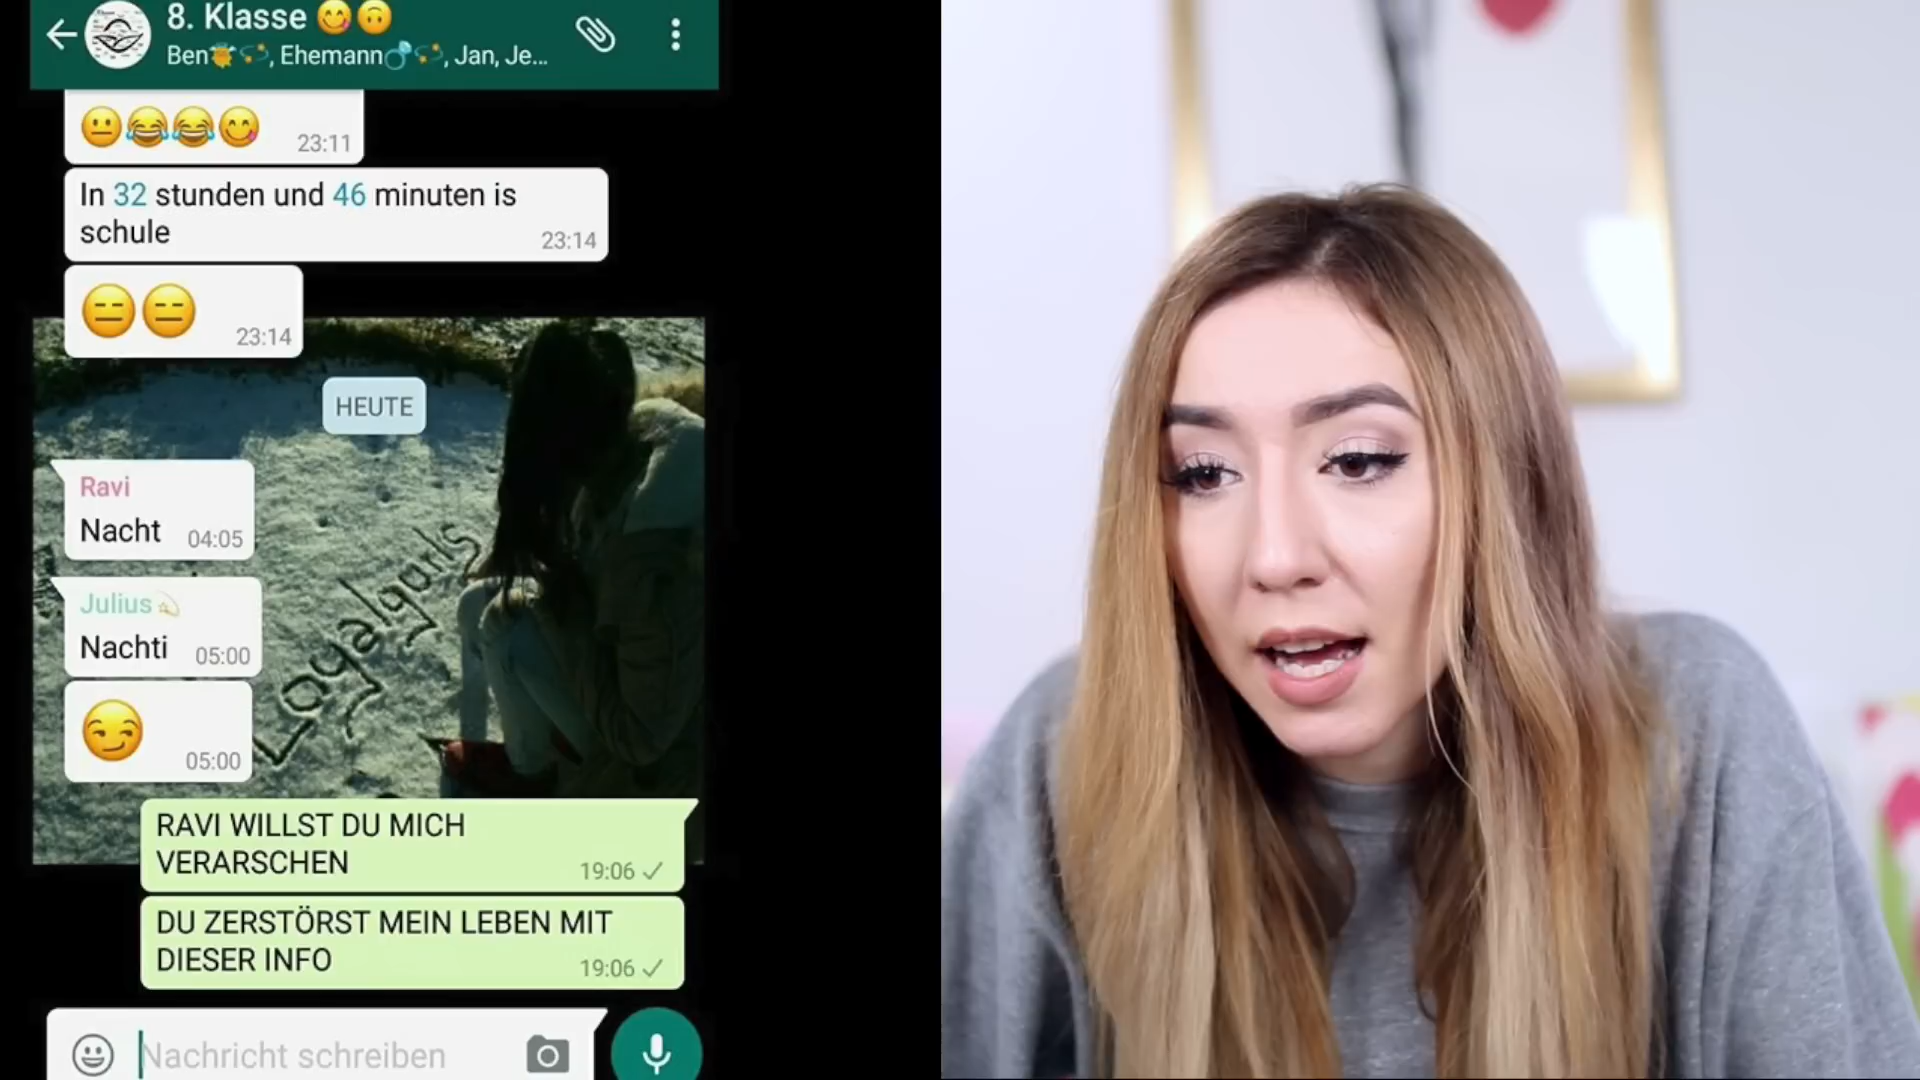 8. Klasse 😋🙃
Ben, Ehemann, Jan, Je...
😐😂😂😋 23:11
In 32 stunden und 46 minuten is
schule 23:14
😑😑 23:14
HEUTE
Ravi
Nacht 04:05
Julius💫
Nachti 05:00
😏 05:00
Loyalgurls
RAVI WILLST DU MICH
VERARSCHEN 19:06
DU ZERSTÖRST MEIN LEBEN MIT
DIESER INFO 19:06
Nachricht schreiben